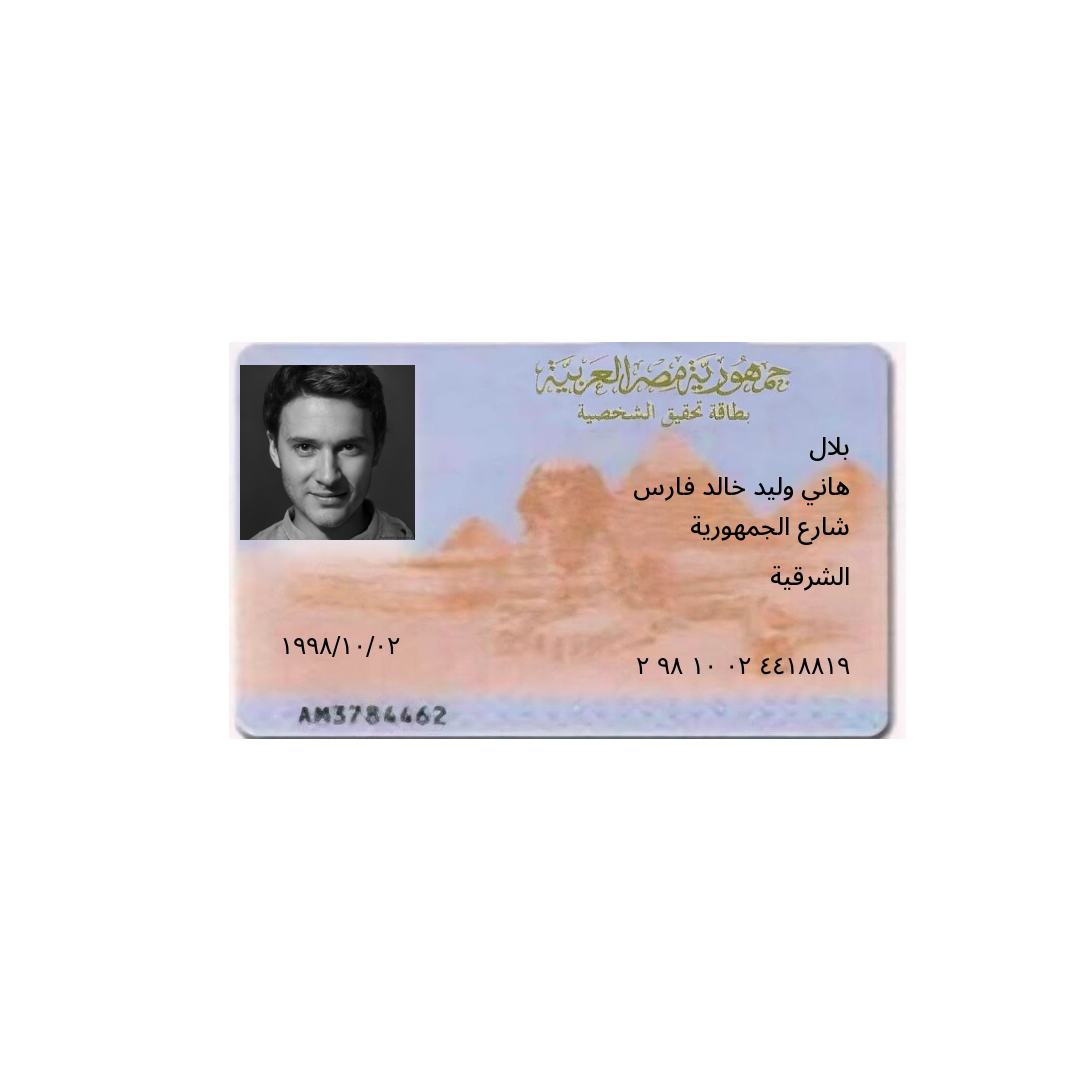 جمهورية مصر العربية
بطاقة تحقيق الشخصية
بلال
هاني وليد خالد فارس
شارع الجمهورية
الشرقية
١٩٩٨/١٠/٠٢
٢ ٩٨ ١٠ ٠٢ ٤٤١٨٨١٩
AM3784462